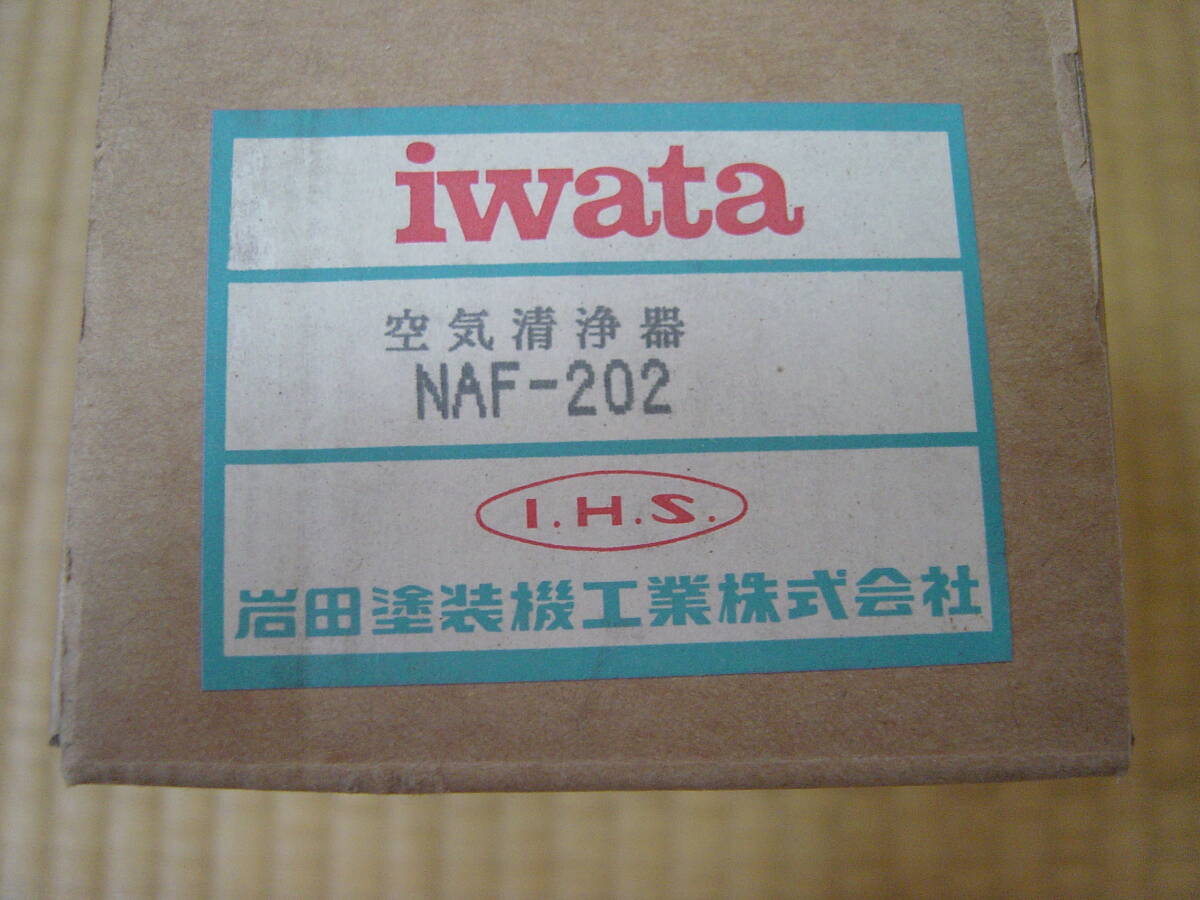 iwata
空気清浄器
NAF-202
I.H.S.
岩田塗装機工業株式会社